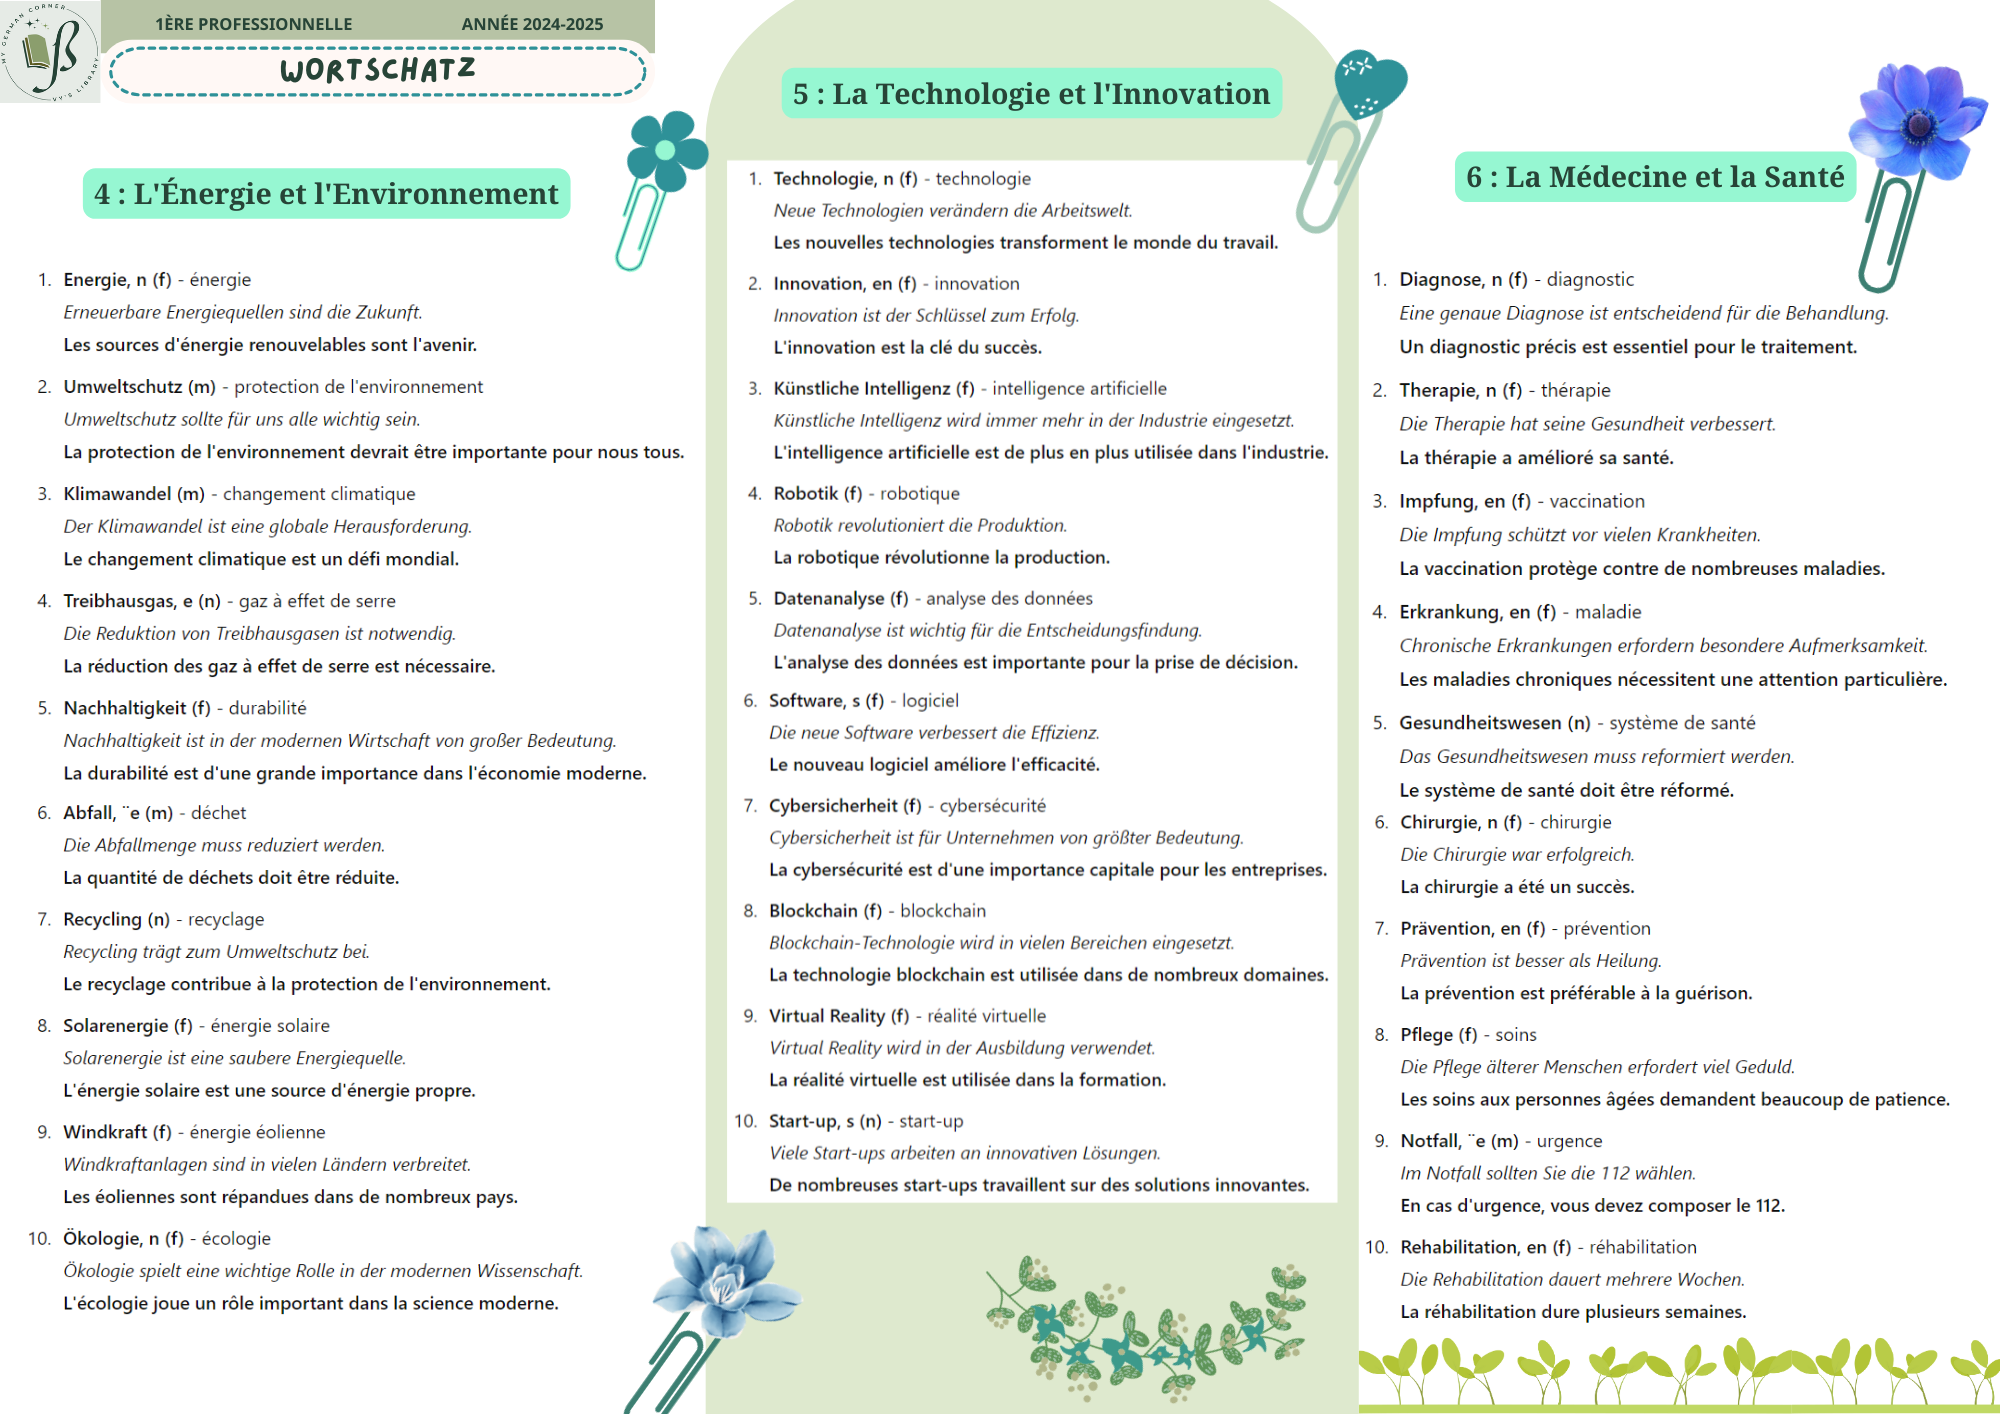 MY GERMAN CORNER
ß
VY'S LIBRARY
1ÈRE PROFESSIONNELLE
ANNÉE 2024-2025
WORTSCHATZ
4 : L'Énergie et l'Environnement
1. Energie, n (f) - énergie
Erneuerbare Energiequellen sind die Zukunft.
Les sources d'énergie renouvelables sont l'avenir.
2. Umweltschutz (m) - protection de l'environnement
Umweltschutz sollte für uns alle wichtig sein.
La protection de l'environnement devrait être importante pour nous tous.
3. Klimawandel (m) - changement climatique
Der Klimawandel ist eine globale Herausforderung.
Le changement climatique est un défi mondial.
4. Treibhausgas, e (n) - gaz à effet de serre
Die Reduktion von Treibhausgasen ist notwendig.
La réduction des gaz à effet de serre est nécessaire.
5. Nachhaltigkeit (f) - durabilité
Nachhaltigkeit ist in der modernen Wirtschaft von großer Bedeutung.
La durabilité est d'une grande importance dans l'économie moderne.
6. Abfall, ¨e (m) - déchet
Die Abfallmenge muss reduziert werden.
La quantité de déchets doit être réduite.
7. Recycling (n) - recyclage
Recycling trägt zum Umweltschutz bei.
Le recyclage contribue à la protection de l'environnement.
8. Solarenergie (f) - énergie solaire
Solarenergie ist eine saubere Energiequelle.
L'énergie solaire est une source d'énergie propre.
9. Windkraft (f) - énergie éolienne
Windkraftanlagen sind in vielen Ländern verbreitet.
Les éoliennes sont répandues dans de nombreux pays.
10. Ökologie, n (f) - écologie
Ökologie spielt eine wichtige Rolle in der modernen Wissenschaft.
L'écologie joue un rôle important dans la science moderne.
5 : La Technologie et l'Innovation
1. Technologie, n (f) - technologie
Neue Technologien verändern die Arbeitswelt.
Les nouvelles technologies transforment le monde du travail.
2. Innovation, en (f) - innovation
Innovation ist der Schlüssel zum Erfolg.
L'innovation est la clé du succès.
3. Künstliche Intelligenz (f) - intelligence artificielle
Künstliche Intelligenz wird immer mehr in der Industrie eingesetzt.
L'intelligence artificielle est de plus en plus utilisée dans l'industrie.
4. Robotik (f) - robotique
Robotik revolutioniert die Produktion.
La robotique révolutionne la production.
5. Datenanalyse (f) - analyse des données
Datenanalyse ist wichtig für die Entscheidungsfindung.
L'analyse des données est importante pour la prise de décision.
6. Software, s (f) - logiciel
Die neue Software verbessert die Effizienz.
Le nouveau logiciel améliore l'efficacité.
7. Cybersicherheit (f) - cybersécurité
Cybersicherheit ist für Unternehmen von größter Bedeutung.
La cybersécurité est d'une importance capitale pour les entreprises.
8. Blockchain (f) - blockchain
Blockchain-Technologie wird in vielen Bereichen eingesetzt.
La technologie blockchain est utilisée dans de nombreux domaines.
9. Virtual Reality (f) - réalité virtuelle
Virtual Reality wird in der Ausbildung verwendet.
La réalité virtuelle est utilisée dans la formation.
10. Start-up, s (n) - start-up
Viele Start-ups arbeiten an innovativen Lösungen.
De nombreuses start-ups travaillent sur des solutions innovantes.
6 : La Médecine et la Santé
1. Diagnose, n (f) - diagnostic
Eine genaue Diagnose ist entscheidend für die Behandlung.
Un diagnostic précis est essentiel pour le traitement.
2. Therapie, n (f) - thérapie
Die Therapie hat seine Gesundheit verbessert.
La thérapie a amélioré sa santé.
3. Impfung, en (f) - vaccination
Die Impfung schützt vor vielen Krankheiten.
La vaccination protège contre de nombreuses maladies.
4. Erkrankung, en (f) - maladie
Chronische Erkrankungen erfordern besondere Aufmerksamkeit.
Les maladies chroniques nécessitent une attention particulière.
5. Gesundheitswesen (n) - système de santé
Das Gesundheitswesen muss reformiert werden.
Le système de santé doit être réformé.
6. Chirurgie, n (f) - chirurgie
Die Chirurgie war erfolgreich.
La chirurgie a été un succès.
7. Prävention, en (f) - prévention
Prävention ist besser als Heilung.
La prévention est préférable à la guérison.
8. Pflege (f) - soins
Die Pflege älterer Menschen erfordert viel Geduld.
Les soins aux personnes âgées demandent beaucoup de patience.
9. Notfall, ¨e (m) - urgence
Im Notfall sollten Sie die 112 wählen.
En cas d'urgence, vous devez composer le 112.
10. Rehabilitation, en (f) - réhabilitation
Die Rehabilitation dauert mehrere Wochen.
La réhabilitation dure plusieurs semaines.